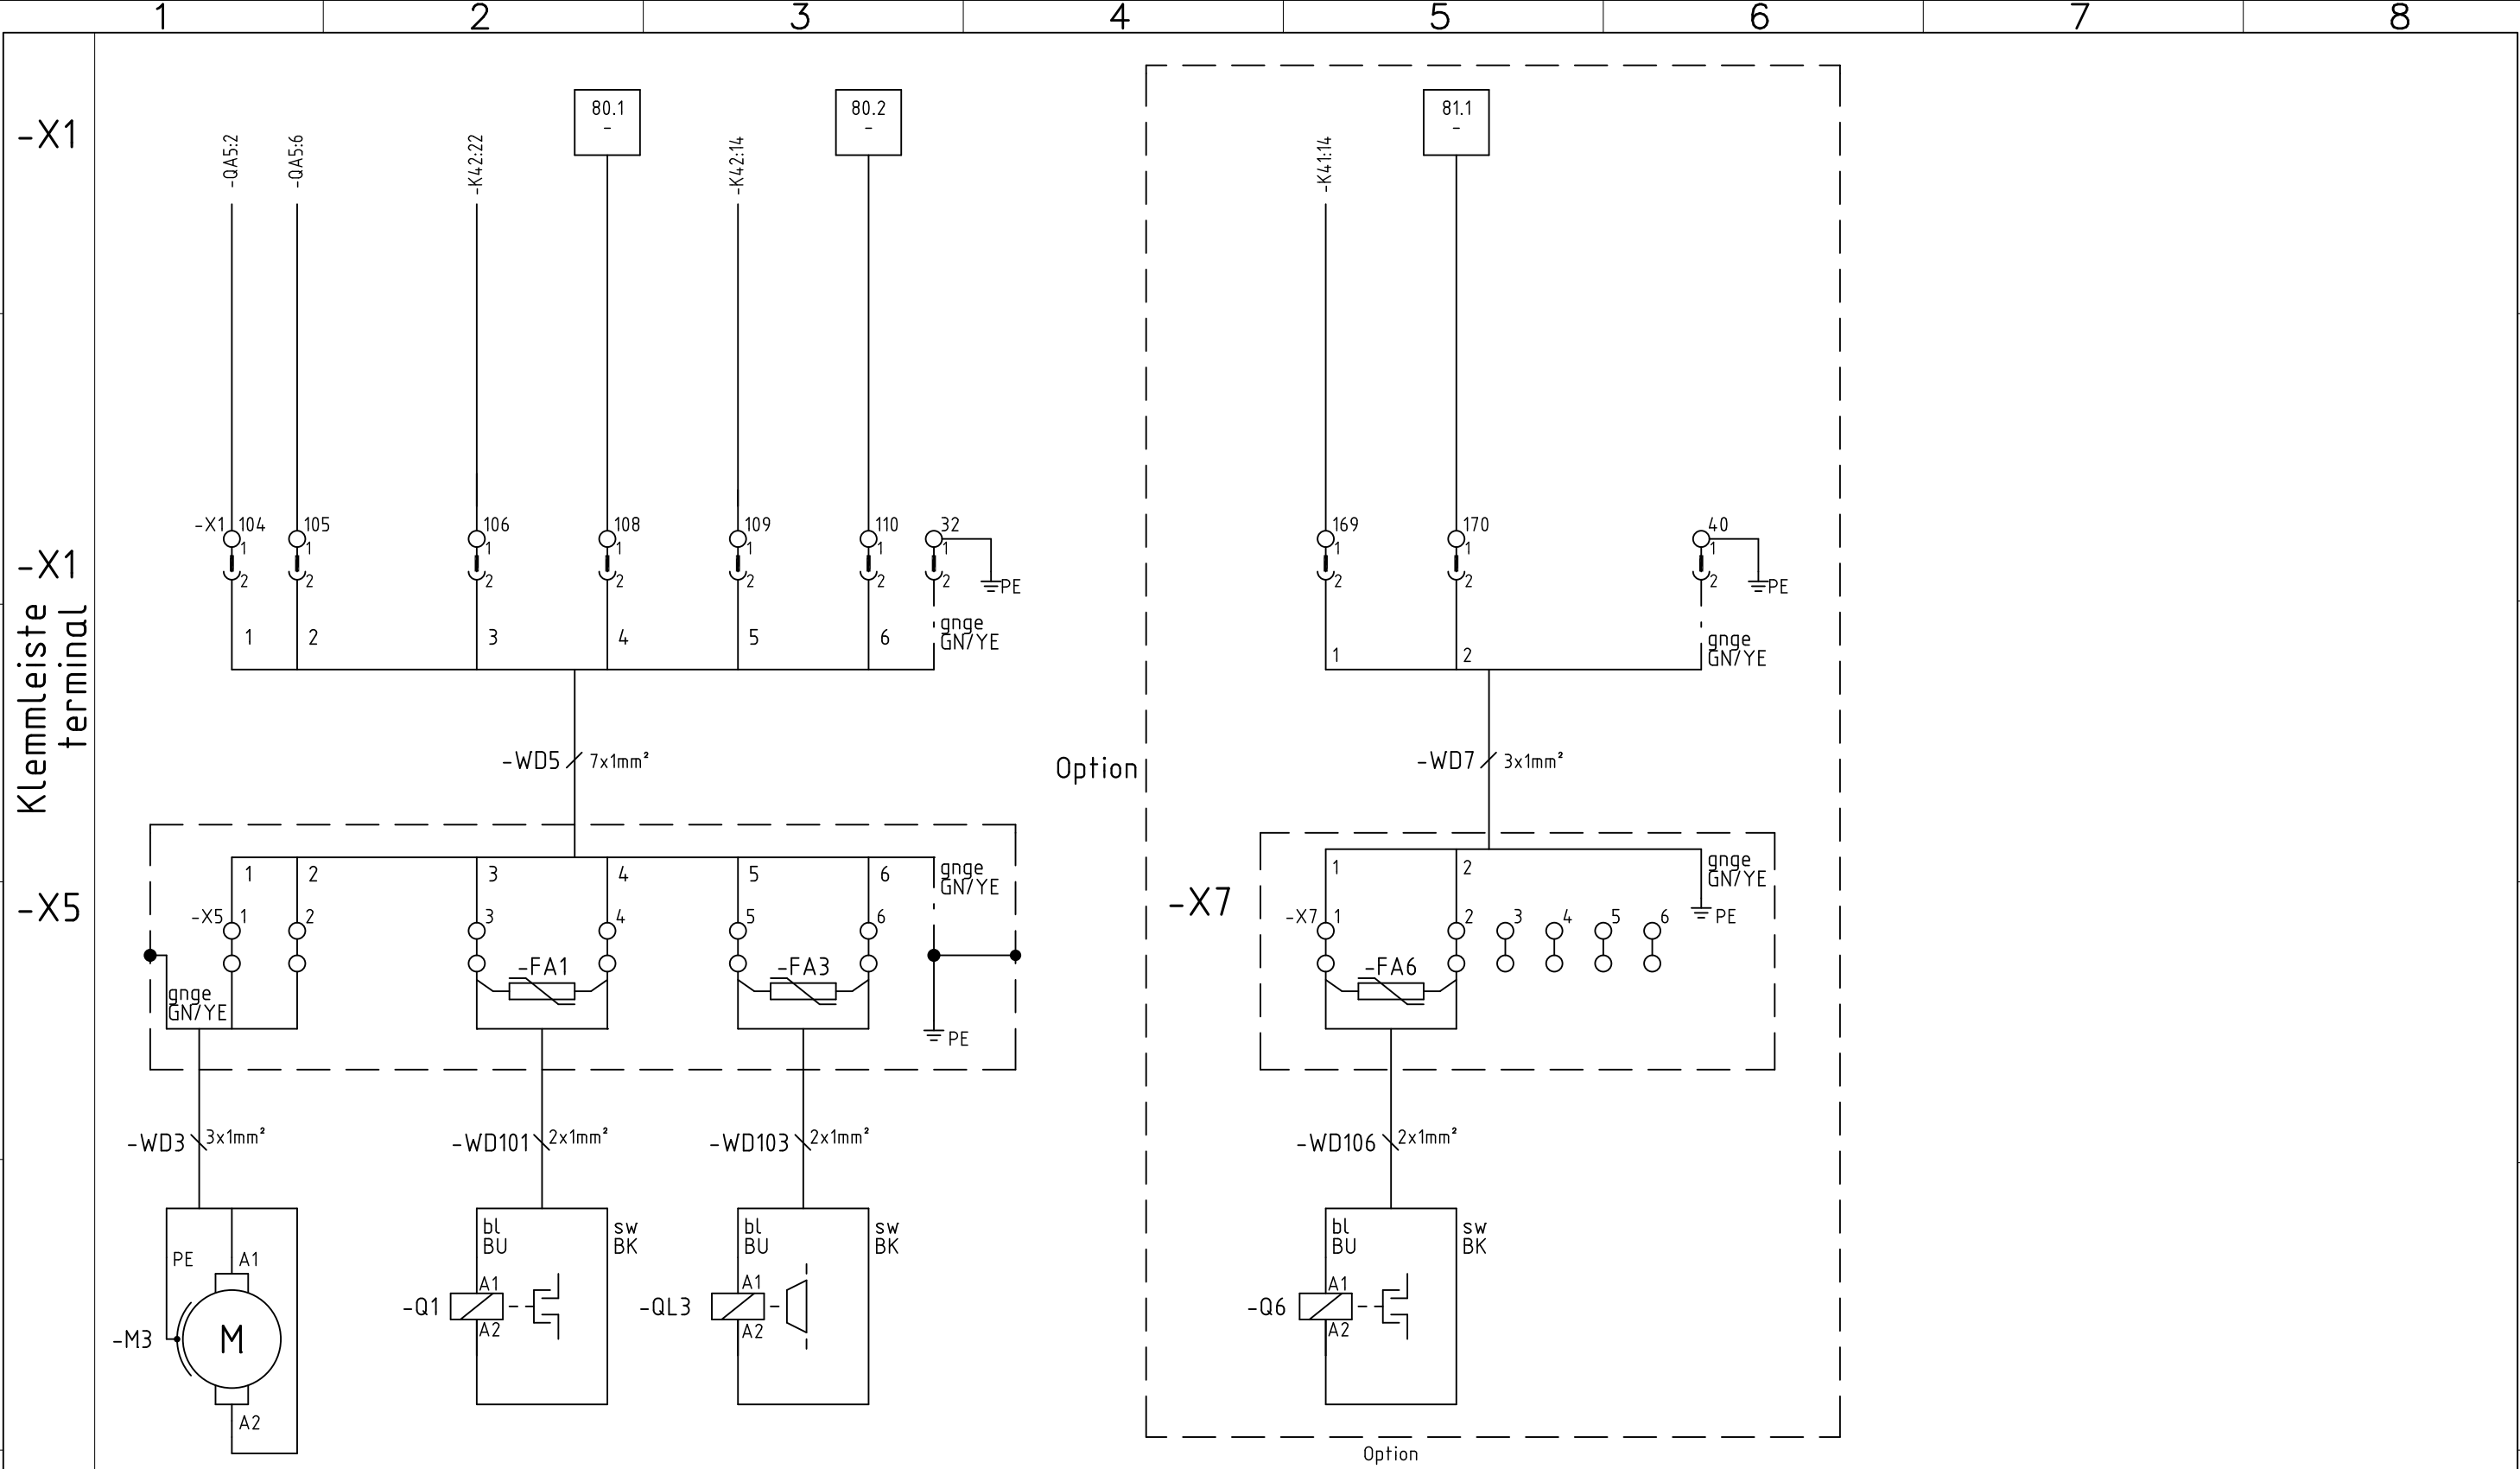 1 2 3 4 5 6 7 8
80.1 80.2 81.1
- - -
-X1
-QA5:2 -QA5:6 -K42:22 -K42:14 -K41:14
-X1 104 105 106 108 109 110 32 169 170 40
1 1 1 1 1 1 1 1 1 1
-X1
2 2 2 2 2 2 2 2 2 2
PE PE
Klemmleiste
terminal
1 2 3 4 5 6 gnge 1 2 gnge
GN/YE GN/YE
-WD5 7x1mm² Option -WD7 3x1mm²
1 2 3 4 5 6 gnge 1 2 gnge
GN/YE GN/YE
-X5 -X7
-X5 1 2 3 4 5 6 -X7 1 2 3 4 5 6 PE
-FA1 -FA3 -FA6
gnge
GN/YE
PE
-WD3 3x1mm² -WD101 2x1mm² -WD103 2x1mm² -WD106 2x1mm²
bl sw bl sw bl sw
BU BK BU BK BU BK
PE A1 A1 A1 A1
-Q1 -QL3 -Q6
A2 A2 A2
-M3 M
A2
Option